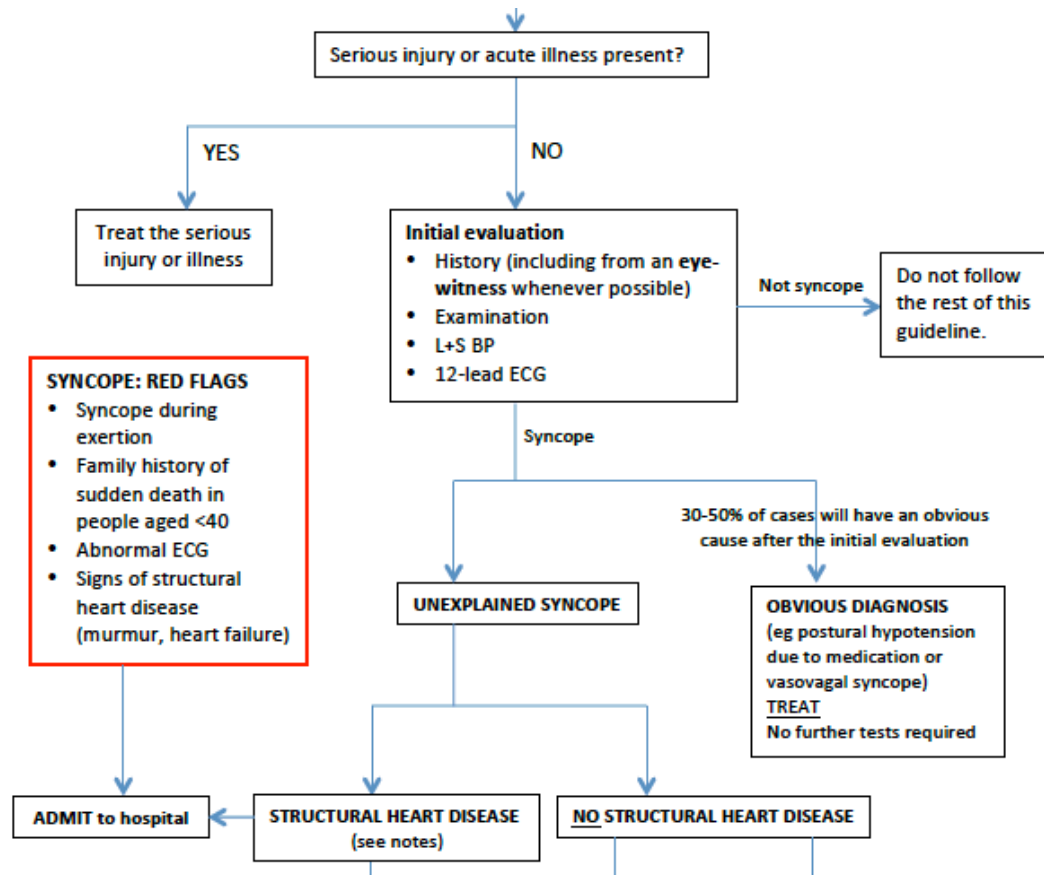 Serious injury or acute illness present?
YES
NO
Treat the serious
injury or illness
Initial evaluation
• History (including from an eye-
witness whenever possible)
• Examination
• L+S BP
• 12-lead ECG
Not syncope
Do not follow
the rest of this
guideline.
SYNCOPE: RED FLAGS
• Syncope during
exertion
• Family history of
sudden death in
people aged <40
• Abnormal ECG
• Signs of structural
heart disease
(murmur, heart failure)
Syncope
30-50% of cases will have an obvious
cause after the initial evaluation
UNEXPLAINED SYNCOPE
OBVIOUS DIAGNOSIS
(eg postural hypotension
due to medication or
vasovagal syncope)
TREAT
No further tests required
ADMIT to hospital
STRUCTURAL HEART DISEASE
(see notes)
NO STRUCTURAL HEART DISEASE